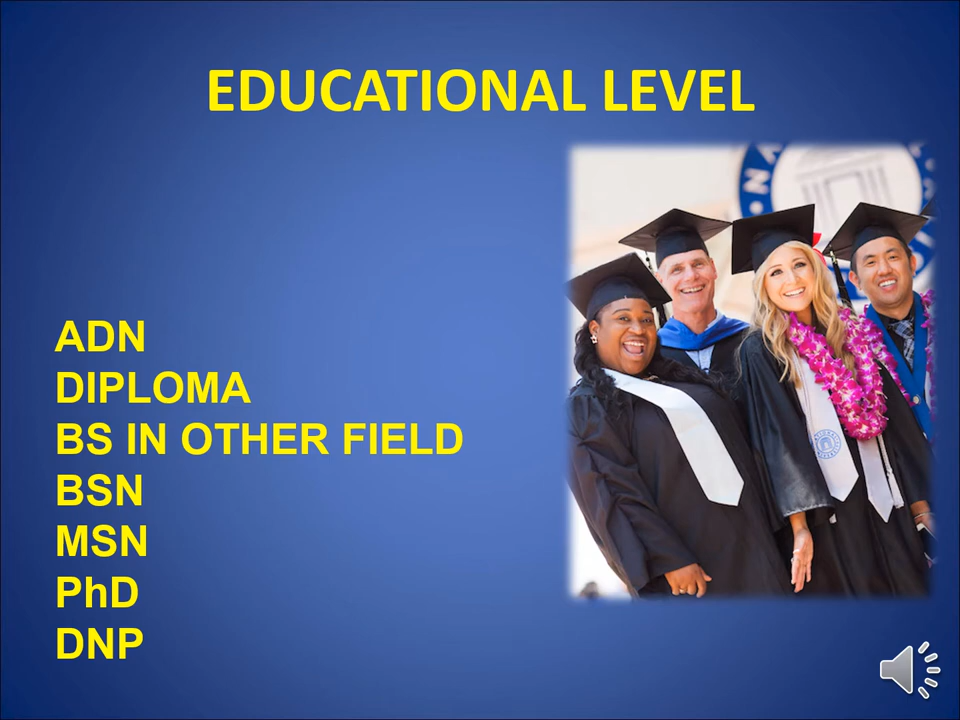 EDUCATIONAL LEVEL
ADN
DIPLOMA
BS IN OTHER FIELD
BSN
MSN
PhD
DNP